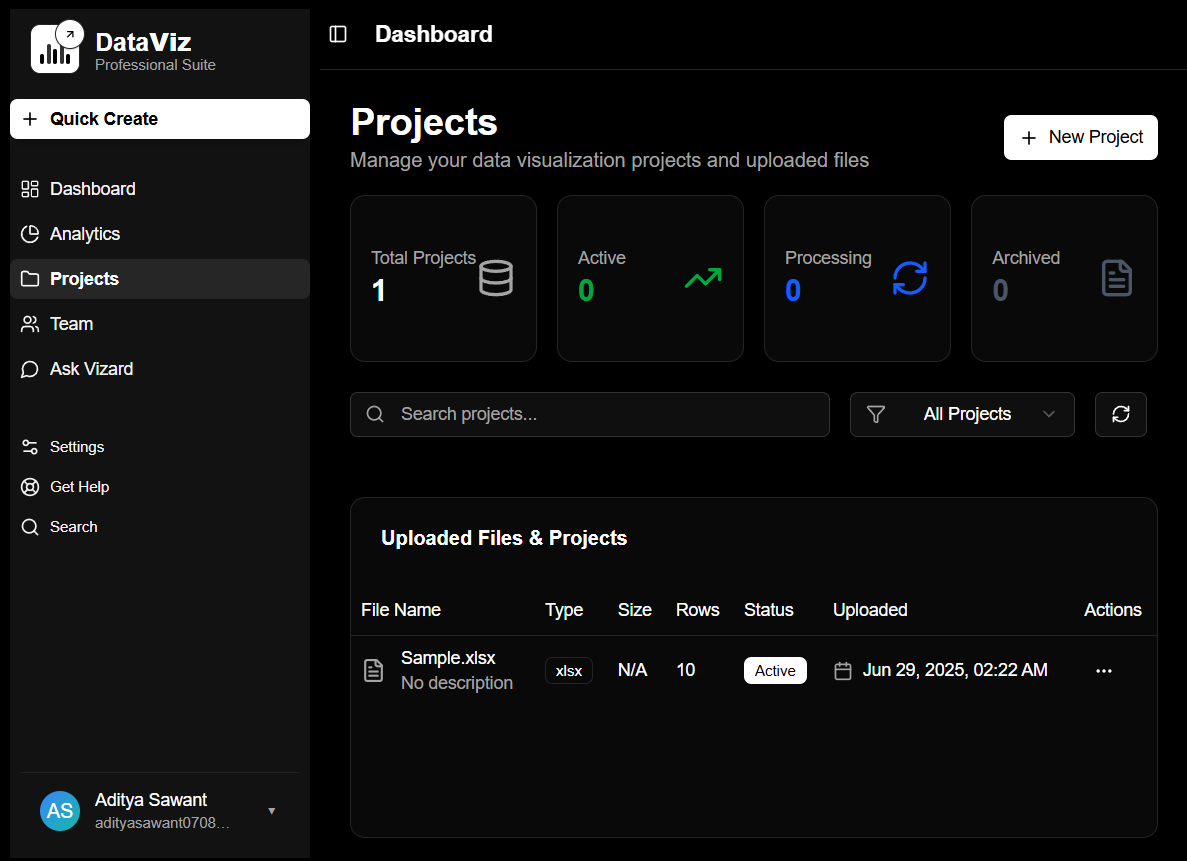 DataViz
Professional Suite
Quick Create
Dashboard
Analytics
Projects
Team
Ask Vizard
Settings
Get Help
Search
AS
Aditya Sawant
adityasawant0708...
Dashboard
Projects
Manage your data visualization projects and uploaded files
New Project
Total Projects
1
Active
0
Processing
0
Archived
0
Search projects...
All Projects
Uploaded Files & Projects
File Name Type Size Rows Status Uploaded Actions
Sample.xlsx
No description
xlsx N/A 10 Active Jun 29, 2025, 02:22 AM